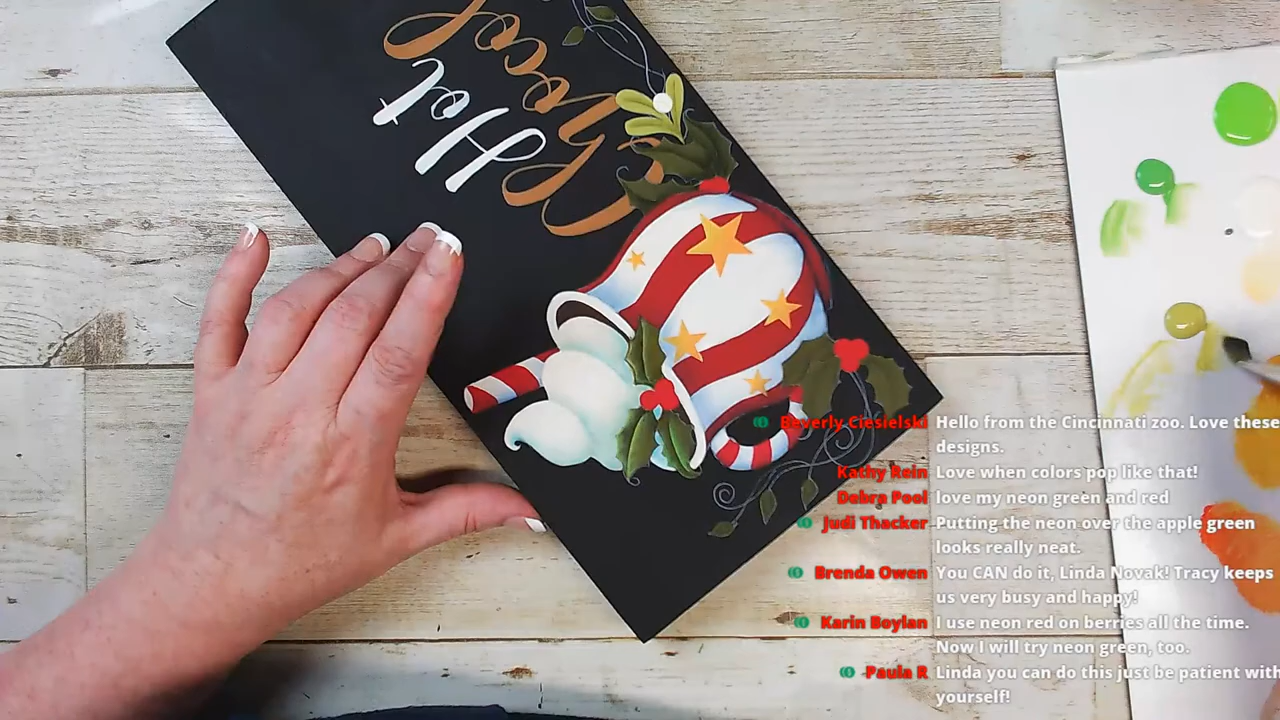 Hot
Cocoa
Beverly Ciesielski Hello from the Cincinnati zoo. Love these
designs.
Kathy Rein Love when colors pop like that!
Debra Pool love my neon green and red
Judi Thacker Putting the neon over the apple green
looks really neat.
Brenda Owen You CAN do it, Linda Novak! Tracy keeps
us very busy and happy!
Karin Boylan I use neon red on berries all the time.
Now I will try neon green, too.
Paula R Linda you can do this just be patient with
yourself!